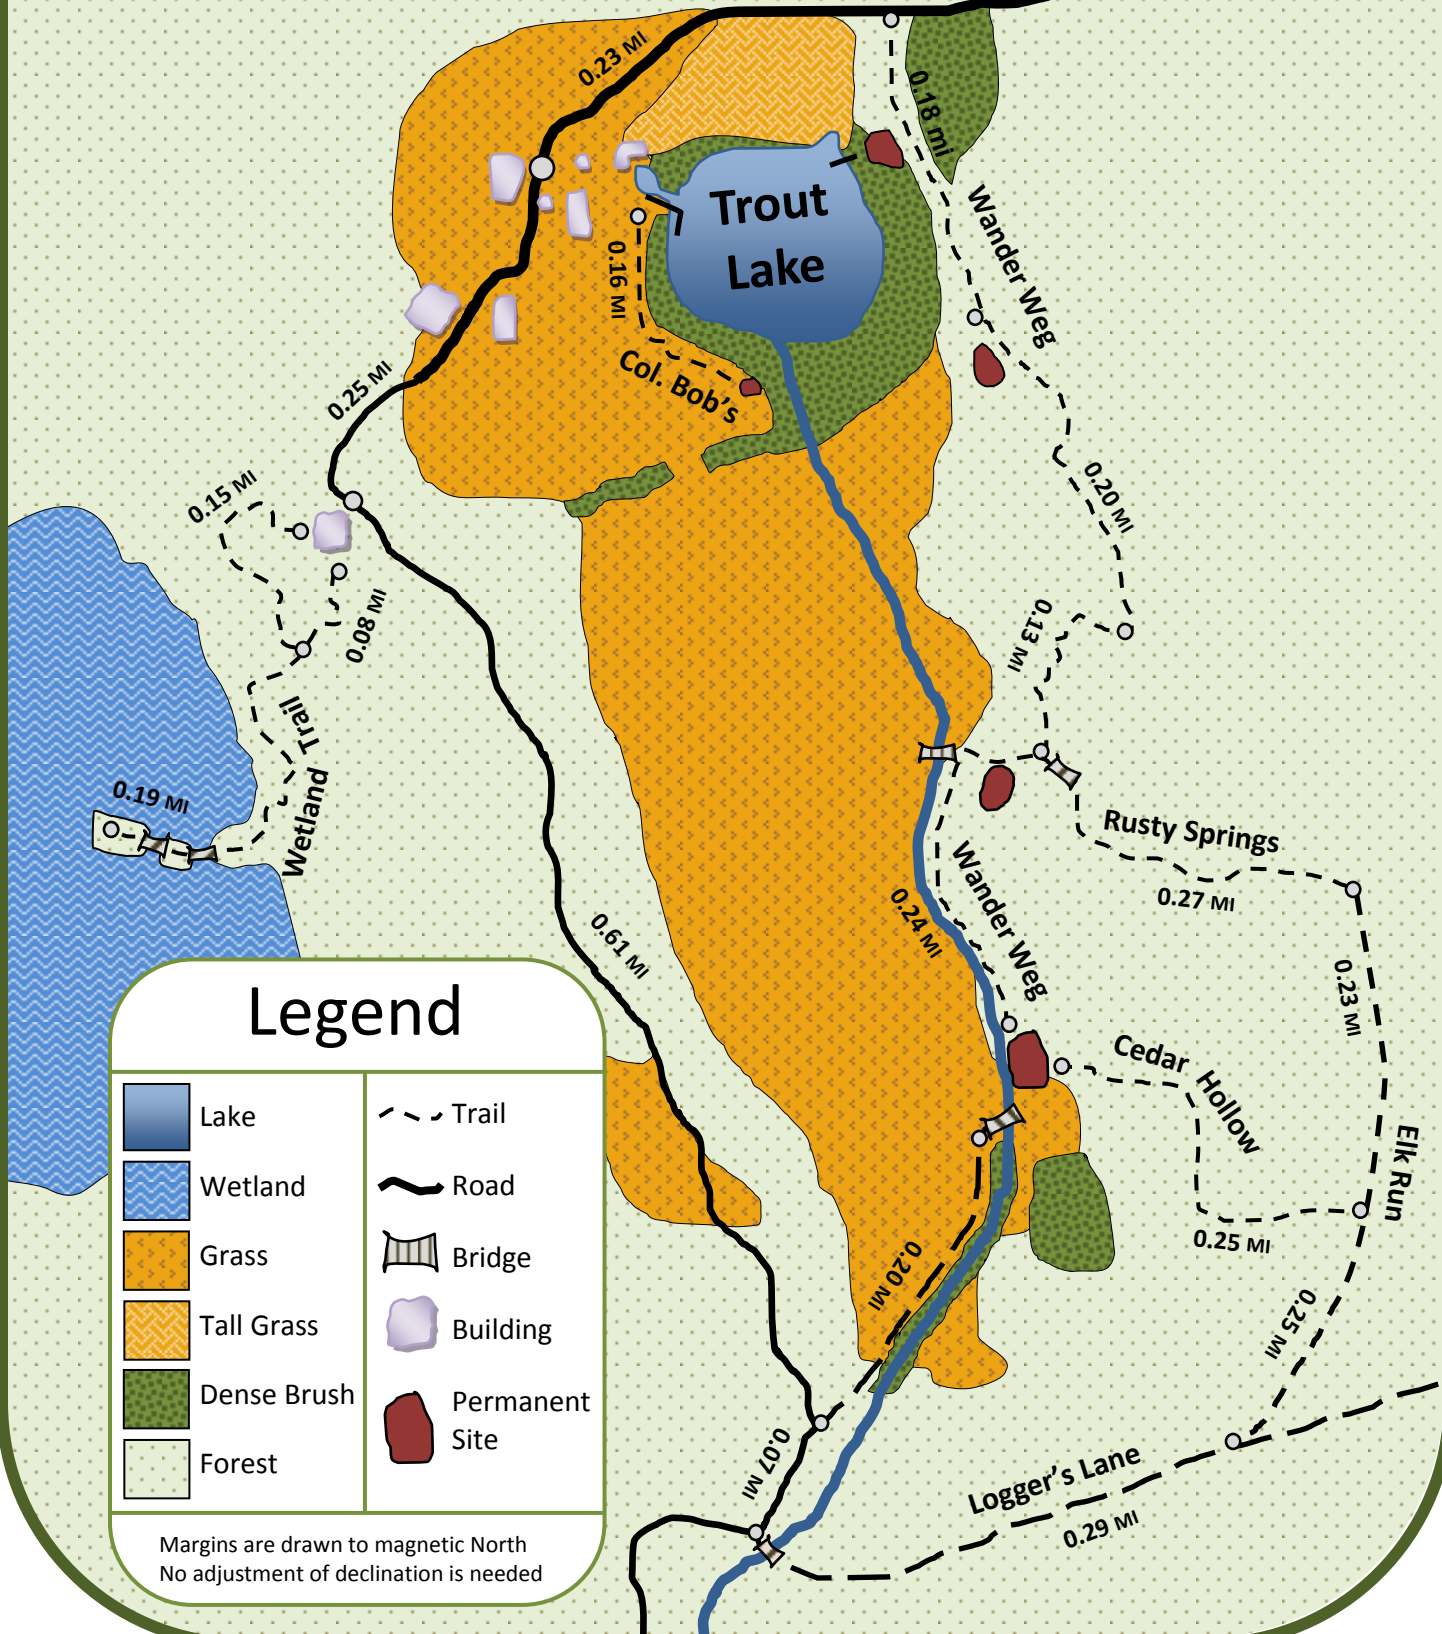 0.23 MI
0.18 mi
Trout
Lake
Wander Weg
0.16 MI
Col. Bob's
0.25 MI
0.20 MI
0.15 MI
0.08 MI
0.13 MI
Trail
Wetland
0.19 MI
Rusty Springs
0.27 MI
Wander Weg
0.24 MI
0.61 MI
0.23 MI
Cedar
Hollow
Elk Run
0.25 MI
0.20 MI
0.25 MI
0.07 MI
Logger's Lane
0.29 MI
Legend
Lake
Wetland
Grass
Tall Grass
Dense Brush
Forest
Trail
Road
Bridge
Building
Permanent
Site
Margins are drawn to magnetic North
No adjustment of declination is needed